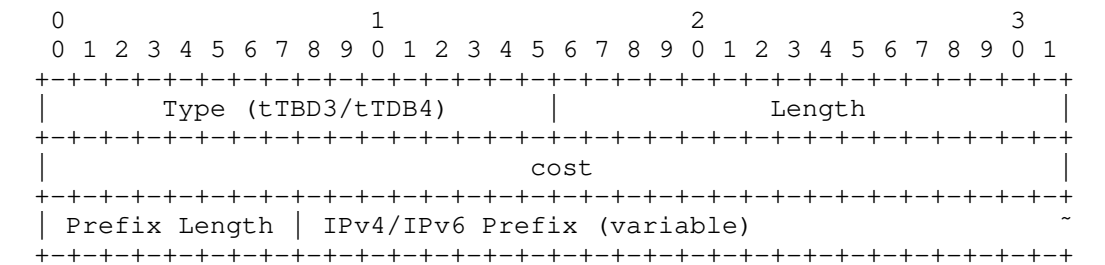 0                   1                   2                   3
 0 1 2 3 4 5 6 7 8 9 0 1 2 3 4 5 6 7 8 9 0 1 2 3 4 5 6 7 8 9 0 1
+-+-+-+-+-+-+-+-+-+-+-+-+-+-+-+-+-+-+-+-+-+-+-+-+-+-+-+-+-+-+-+-+
|       Type (tTBD3/tTDB4)      |             Length            |
+-+-+-+-+-+-+-+-+-+-+-+-+-+-+-+-+-+-+-+-+-+-+-+-+-+-+-+-+-+-+-+-+
|                              cost                             |
+-+-+-+-+-+-+-+-+-+-+-+-+-+-+-+-+-+-+-+-+-+-+-+-+-+-+-+-+-+-+-+-+
| Prefix Length | IPv4/IPv6 Prefix (variable)                   ~
+-+-+-+-+-+-+-+-+-+-+-+-+-+-+-+-+-+-+-+-+-+-+-+-+-+-+-+-+-+-+-+-+